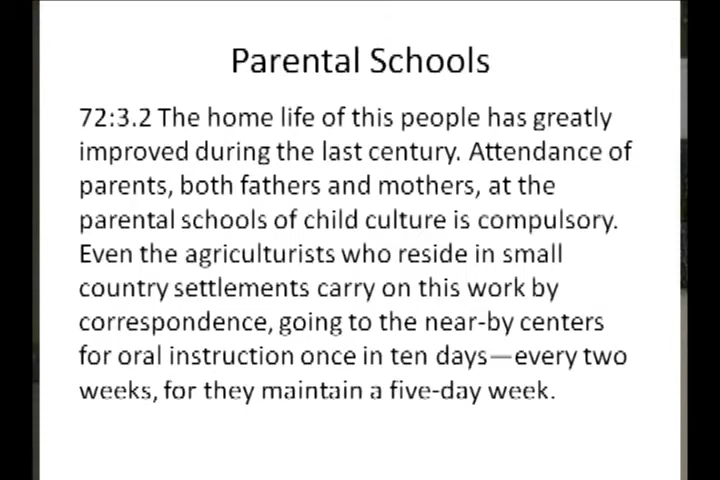 Parental Schools
72:3.2 The home life of this people has greatly
improved during the last century. Attendance of
parents, both fathers and mothers, at the
parental schools of child culture is compulsory.
Even the agriculturists who reside in small
country settlements carry on this work by
correspondence, going to the near-by centers
for oral instruction once in ten days—every two
weeks, for they maintain a five-day week.